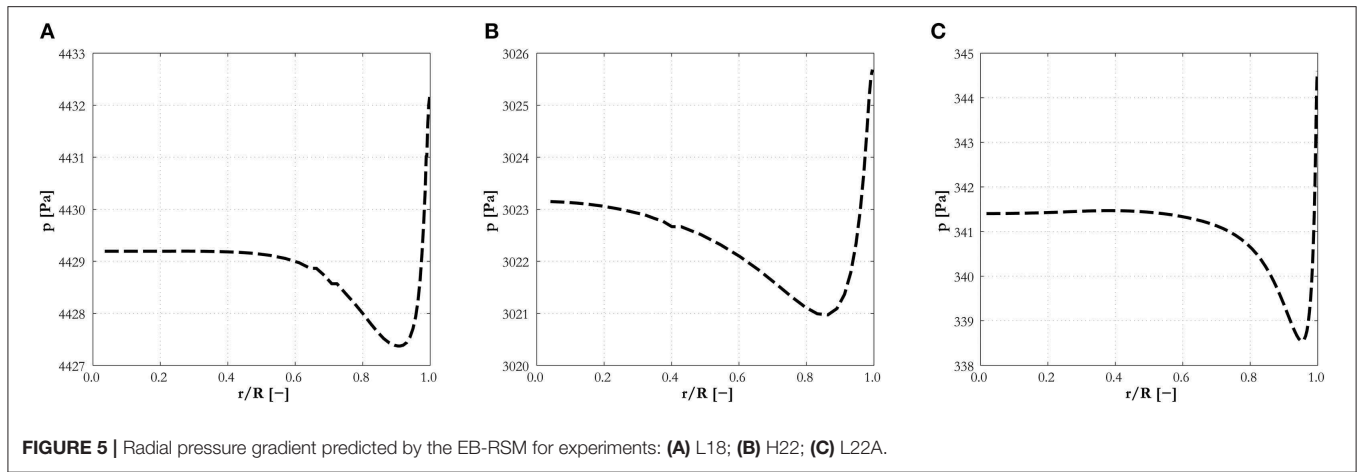 A
4433
4432
4431
4430
4429
4428
4427
p [Pa]
0.0 0.2 0.4 0.6 0.8 1.0
r/R [−]
B
3026
3025
3024
3023
3022
3021
3020
p [Pa]
0.0 0.2 0.4 0.6 0.8 1.0
r/R [−]
C
345
344
343
342
341
340
339
338
p [Pa]
0.0 0.2 0.4 0.6 0.8 1.0
r/R [−]
FIGURE 5 | Radial pressure gradient predicted by the EB-RSM for experiments: (A) L18; (B) H22; (C) L22A.